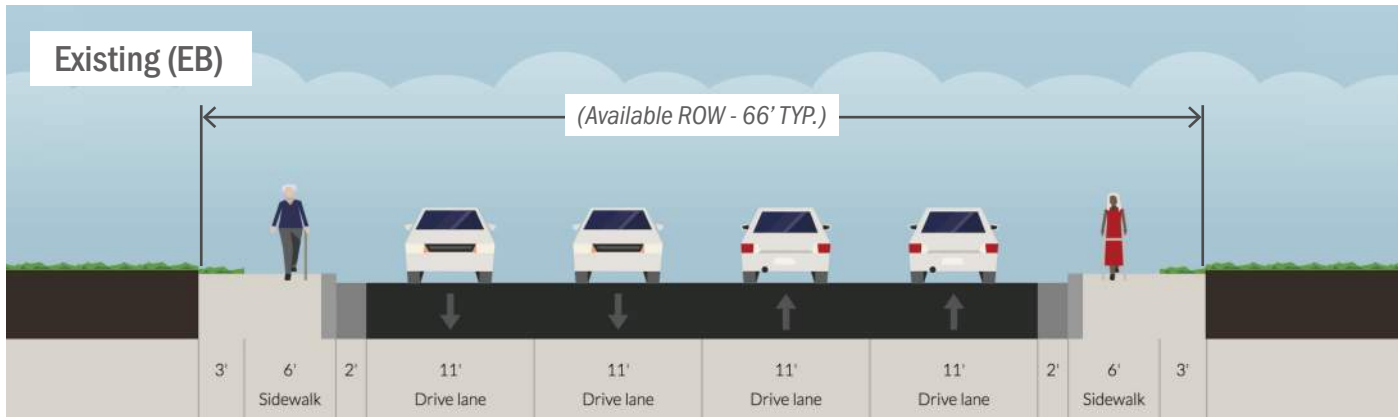 Existing (EB)
(Available ROW - 66' TYP.)
3' 6' 2' 11' 11' 11' 11' 2' 6' 3'
Sidewalk Drive lane Drive lane Drive lane Drive lane Sidewalk